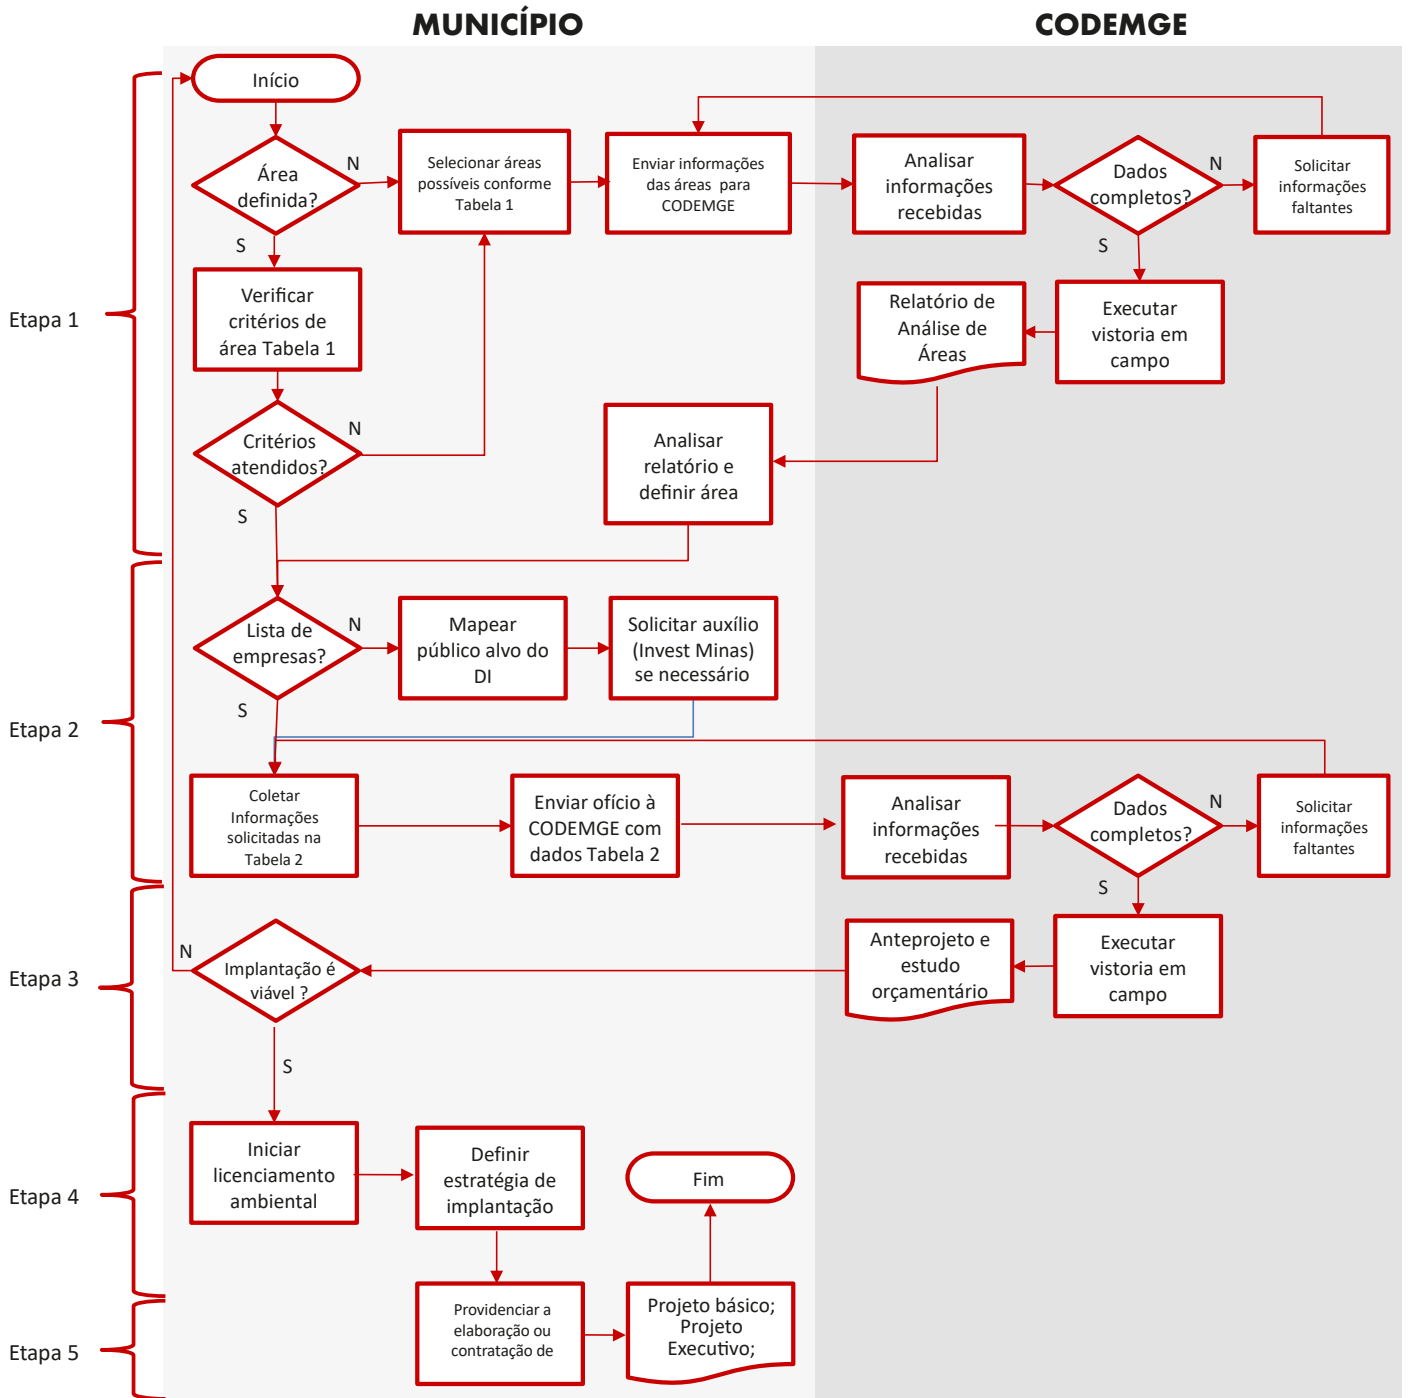 MUNICÍPIO
CODEMGE
Etapa 1
Início
Área
definida?
N
S
Selecionar áreas
possíveis conforme
Tabela 1
Enviar informações
das áreas para
CODEMGE
Analisar
informações
recebidas
Dados
completos?
N
S
Solicitar
informações
faltantes
Verificar
critérios de
área Tabela 1
Relatório de
Análise de
Áreas
Executar
vistoria em
campo
Critérios
atendidos?
N
S
Analisar
relatório e
definir área
Etapa 2
Lista de
empresas?
N
S
Mapear
público alvo do
DI
Solicitar auxílio
(Invest Minas)
se necessário
Coletar
Informações
solicitadas na
Tabela 2
Enviar ofício à
CODEMGE com
dados Tabela 2
Analisar
informações
recebidas
Dados
completos?
N
S
Solicitar
informações
faltantes
Etapa 3
N
Implantação é
viável ?
S
Anteprojeto e
estudo
orçamentário
Executar
vistoria em
campo
Etapa 4
Iniciar
licenciamento
ambiental
Definir
estratégia de
implantação
Fim
Etapa 5
Providenciar a
elaboração ou
contratação de
Projeto básico;
Projeto
Executivo;